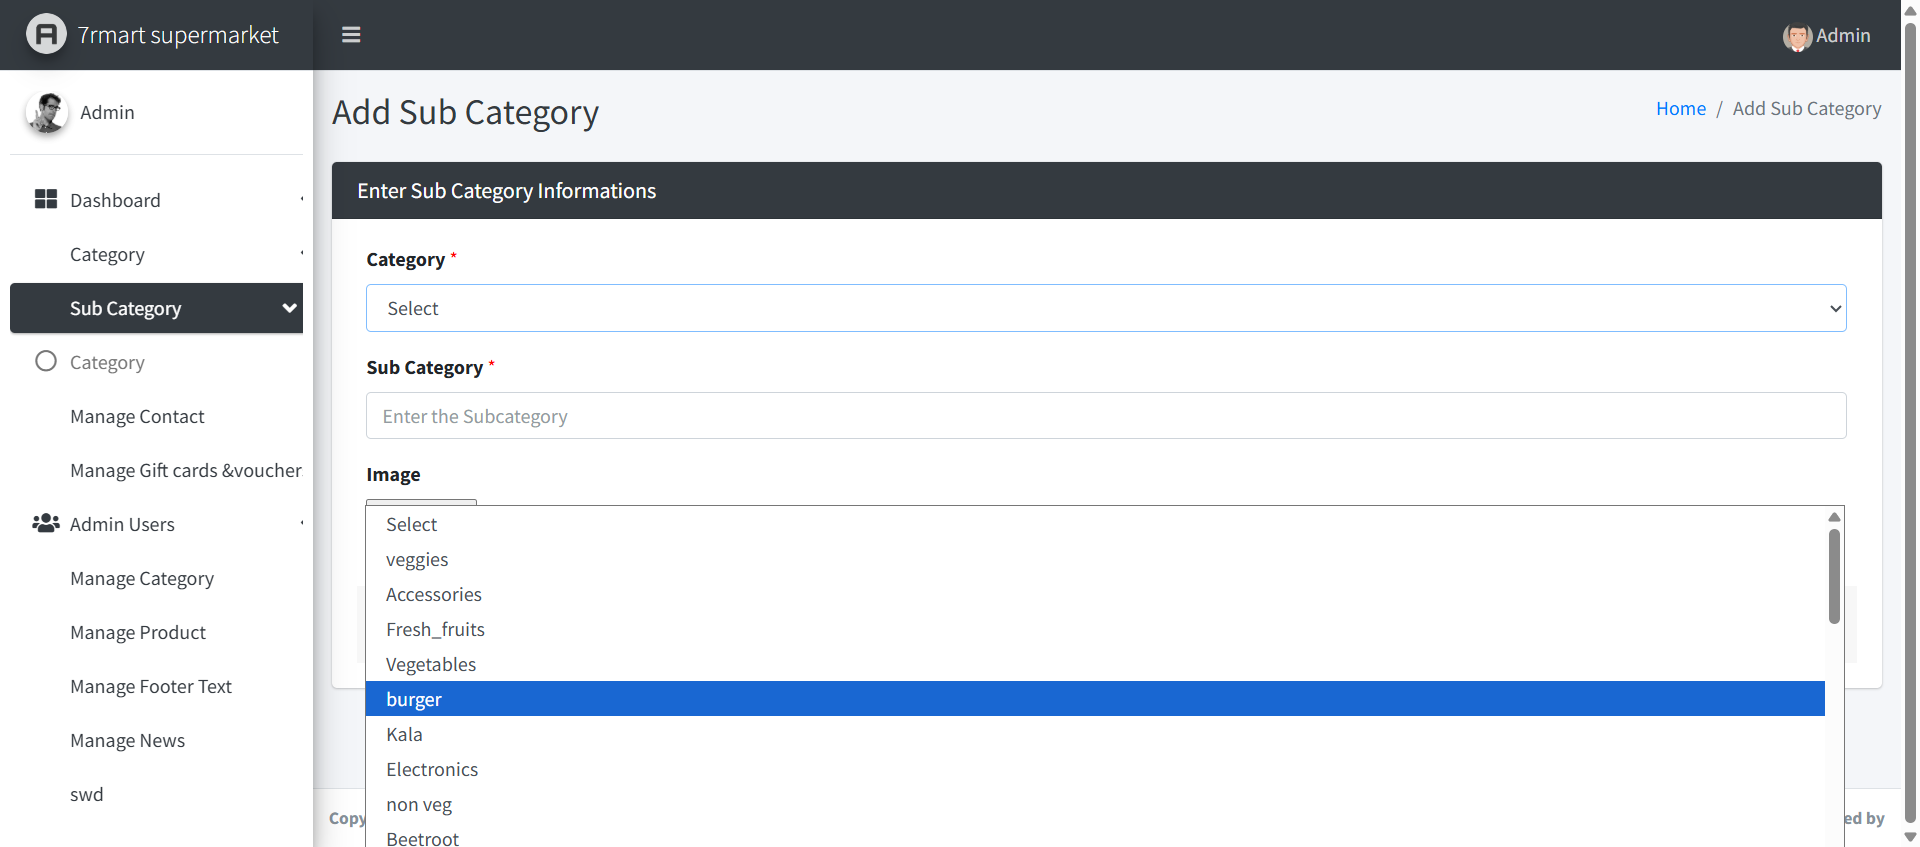 7rmart supermarket
Admin
Admin
Dashboard
Category
Sub Category
Category
Manage Contact
Manage Gift cards &voucher
Admin Users
Manage Category
Manage Product
Manage Footer Text
Manage News
swd
Add Sub Category
Home / Add Sub Category
Enter Sub Category Informations
Category *
Select
Sub Category *
Enter the Subcategory
Image
Select
veggies
Accessories
Fresh_fruits
Vegetables
burger
Kala
Electronics
non veg
Beetroot
Copy
ed by